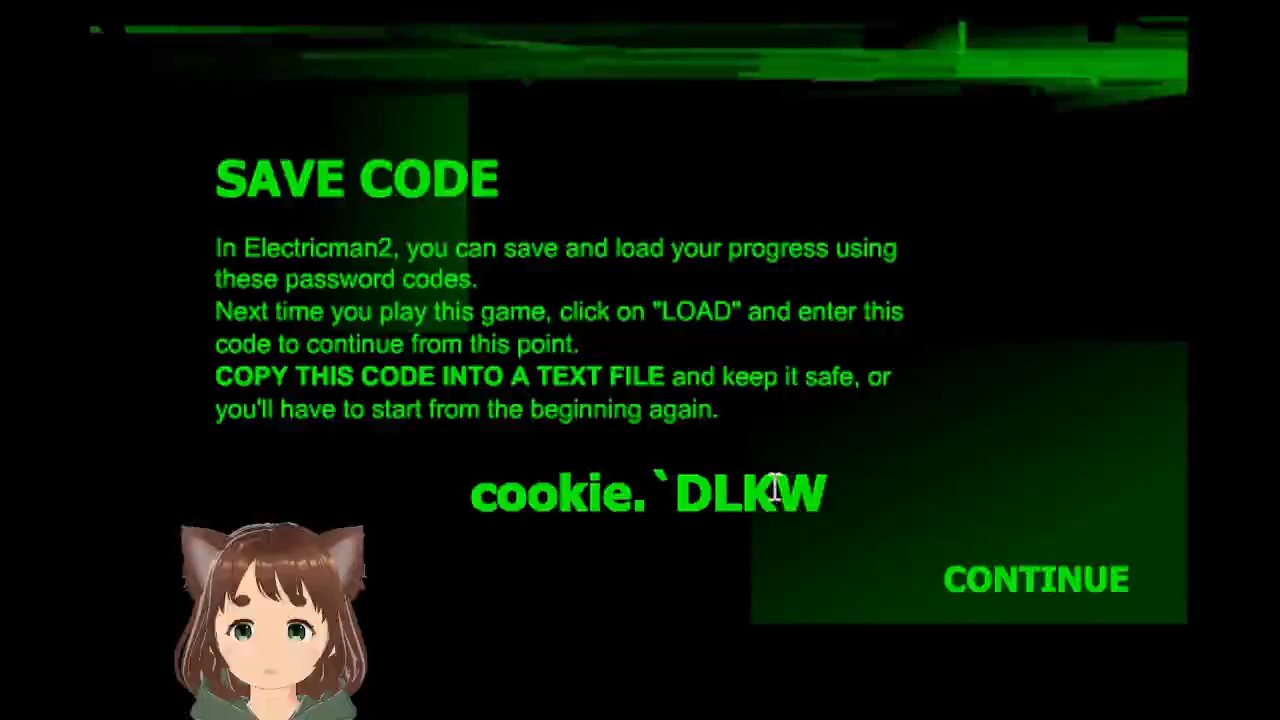 SAVE CODE
In Electricman2, you can save and load your progress using
these password codes.
Next time you play this game, click on "LOAD" and enter this
code to continue from this point.
COPY THIS CODE INTO A TEXT FILE and keep it safe, or
you'll have to start from the beginning again.
cookie.`DLKW
CONTINUE